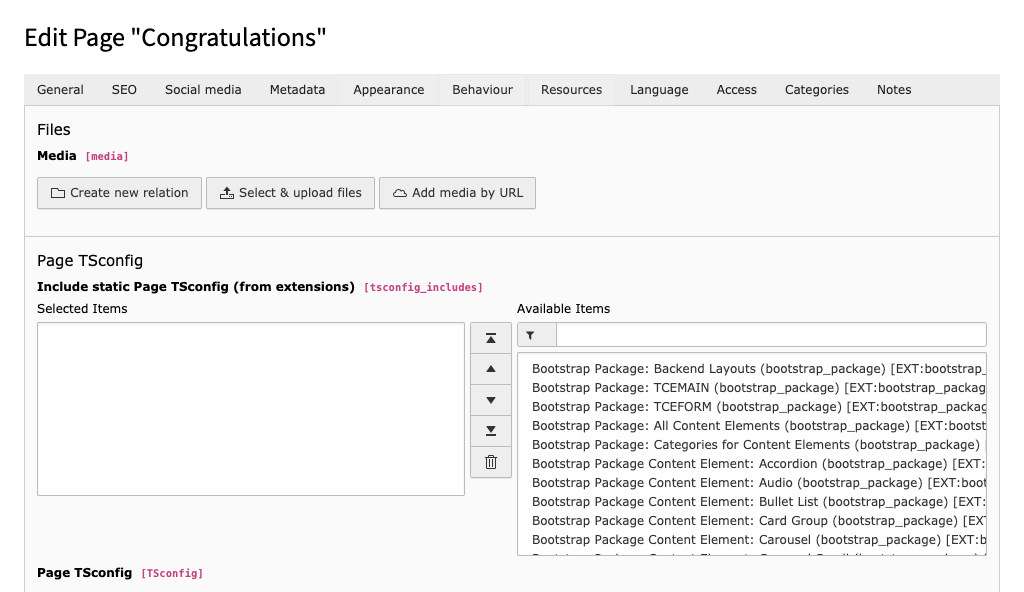 Edit Page "Congratulations"
General SEO Social media Metadata Appearance Behaviour Resources Language Access Categories Notes
Files
Media [media]
Create new relation Select & upload files Add media by URL
Page TSconfig
Include static Page TSconfig (from extensions) [tsconfig_includes]
Selected Items
Available Items
Bootstrap Package: Backend Layouts (bootstrap_package) [EXT:bootstrap_
Bootstrap Package: TCEMAIN (bootstrap_package) [EXT:bootstrap_packag
Bootstrap Package: TCEFORM (bootstrap_package) [EXT:bootstrap_packag
Bootstrap Package: All Content Elements (bootstrap_package) [EXT:bootst
Bootstrap Package: Categories for Content Elements (bootstrap_package)
Bootstrap Package Content Element: Accordion (bootstrap_package) [EXT:
Bootstrap Package Content Element: Audio (bootstrap_package) [EXT:boot
Bootstrap Package Content Element: Bullet List (bootstrap_package) [EXT:
Bootstrap Package Content Element: Card Group (bootstrap_package) [EXT
Bootstrap Package Content Element: Carousel (bootstrap_package) [EXT:b
Page TSconfig [TSconfig]